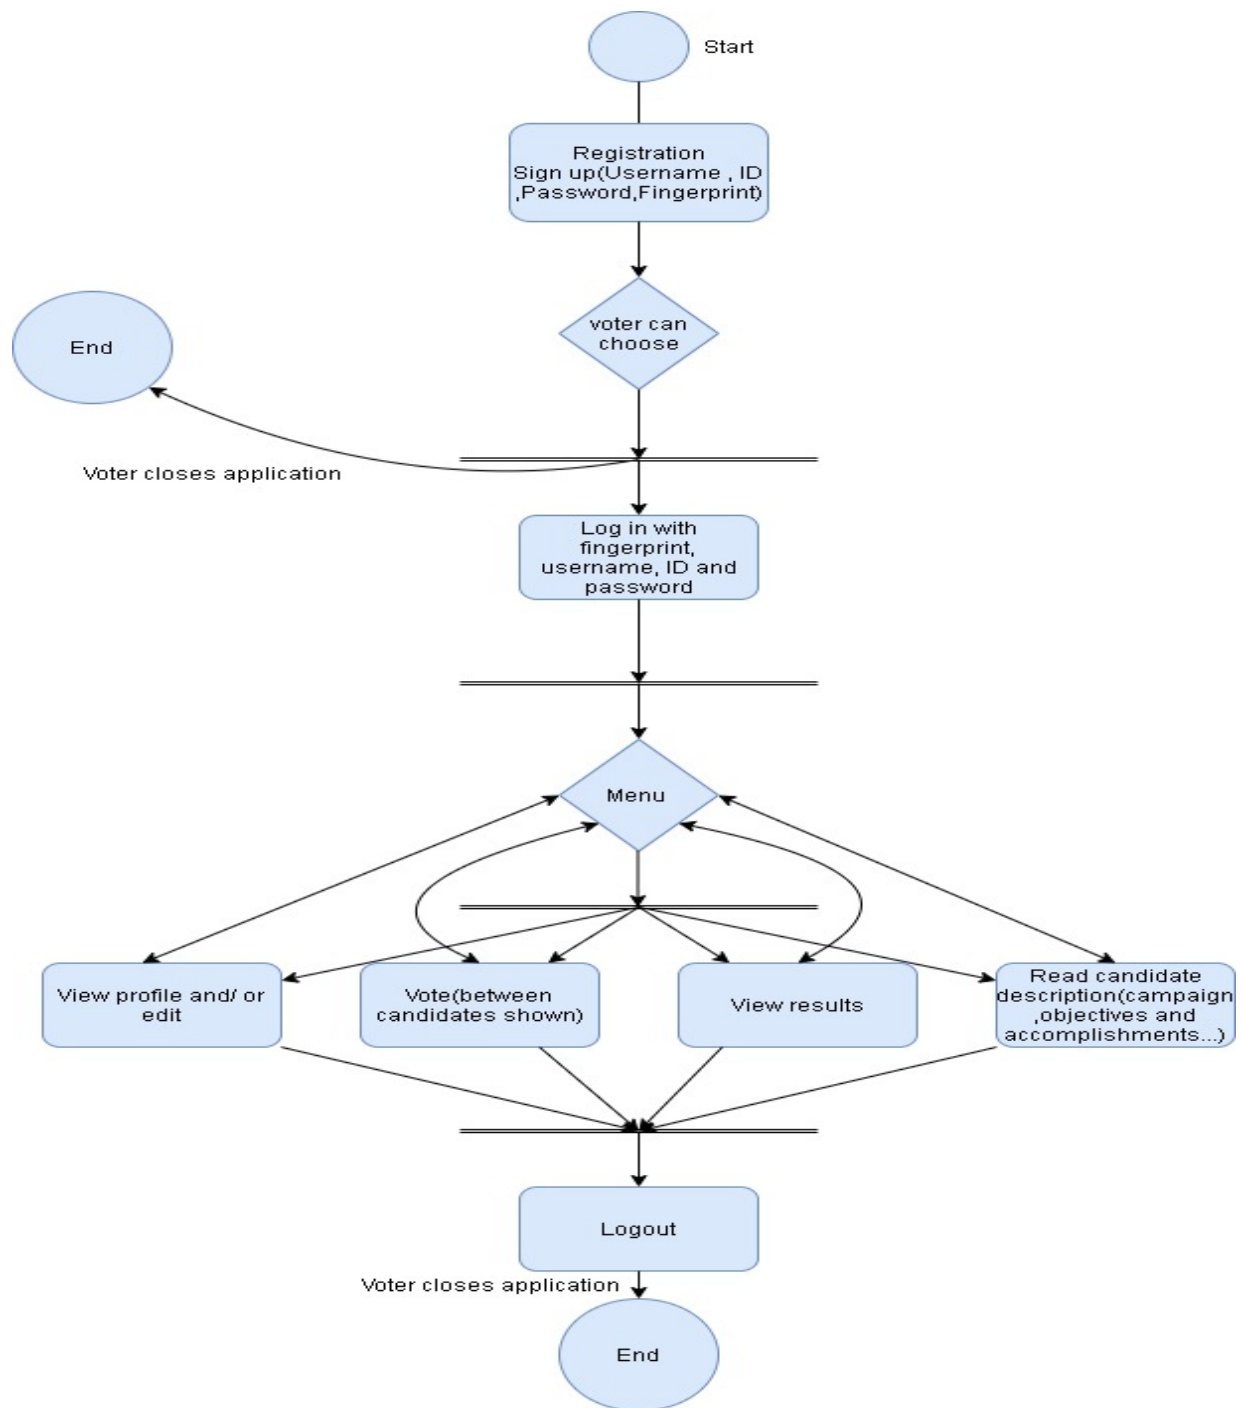 Start
Registration
Sign up(Username , ID
,Password,Fingerprint)
voter can
choose
End
Voter closes application
Log in with
fingerprint,
username, ID and
password
Menu
View profile and/ or
edit
Vote(between
candidates shown)
View results
Read candidate
description(campaign
,objectives and
accomplishments...)
Logout
Voter closes application
End